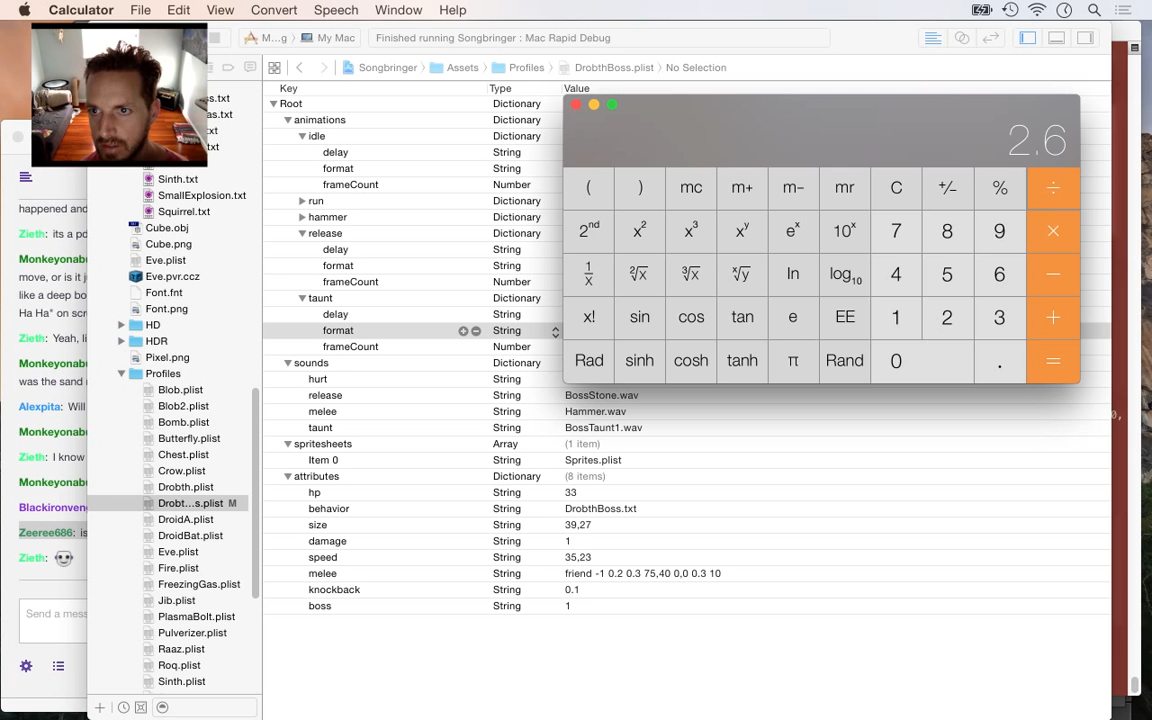 Calculator File Edit View Convert Speech Window Help
M...g My Mac Finished running Songbringer : Mac Rapid Debug
Songbringer Assets Profiles DrobthBoss.plist No Selection
Key Type Value
Root Dictionary
animations Dictionary
idle Dictionary
delay String
format String
frameCount Number
run Dictionary
hammer Dictionary
release Dictionary
delay String
format String
frameCount Number
taunt Dictionary
delay String
format String
frameCount Number
sounds Dictionary
hurt String
release String BossStone.wav
melee String Hammer.wav
taunt String BossTaunt1.wav
spritesheets Array (1 item)
Item 0 String Sprites.plist
attributes Dictionary (8 items)
hp String 33
behavior String DrobthBoss.txt
size String 39,27
damage String 1
speed String 35,23
melee String friend -1 0.2 0.3 75,40 0,0 0.3 10
knockback String 0.1
boss String 1
2.6
( ) mc m+ m− mr C +/− % ÷
2nd x² x³ xʸ eˣ 10ˣ 7 8 9 ×
1/x ²√x ³√x ˣ√y ln log₁₀ 4 5 6 −
x! sin cos tan e EE 1 2 3 +
Rad sinh cosh tanh π Rand 0 . =
s.txt
as.txt
xt
xt
Sinth.txt
SmallExplosion.txt
Squirrel.txt
Cube.obj
Cube.png
Eve.plist
Eve.pvr.ccz
Font.fnt
Font.png
HD
HDR
Pixel.png
Profiles
Blob.plist
Blob2.plist
Bomb.plist
Butterfly.plist
Chest.plist
Crow.plist
Drobth.plist
Drobt...s.plist M
DroidA.plist
DroidBat.plist
Eve.plist
Fire.plist
FreezingGas.plist
Jib.plist
PlasmaBolt.plist
Pulverizer.plist
Raaz.plist
Roq.plist
Sinth.plist
happened and
Zieth: its a po
Monkeyonab
move, or is it ju
like a deep bo
Ha Ha* on scr
Zieth: Yeah, li
Monkeyonab
was the sand
Alexpita: Will
Monkeyonab
Zieth: I know
Monkeyonab
Blackironven
Zeeree686: is
Zieth:
Send a mess
0,